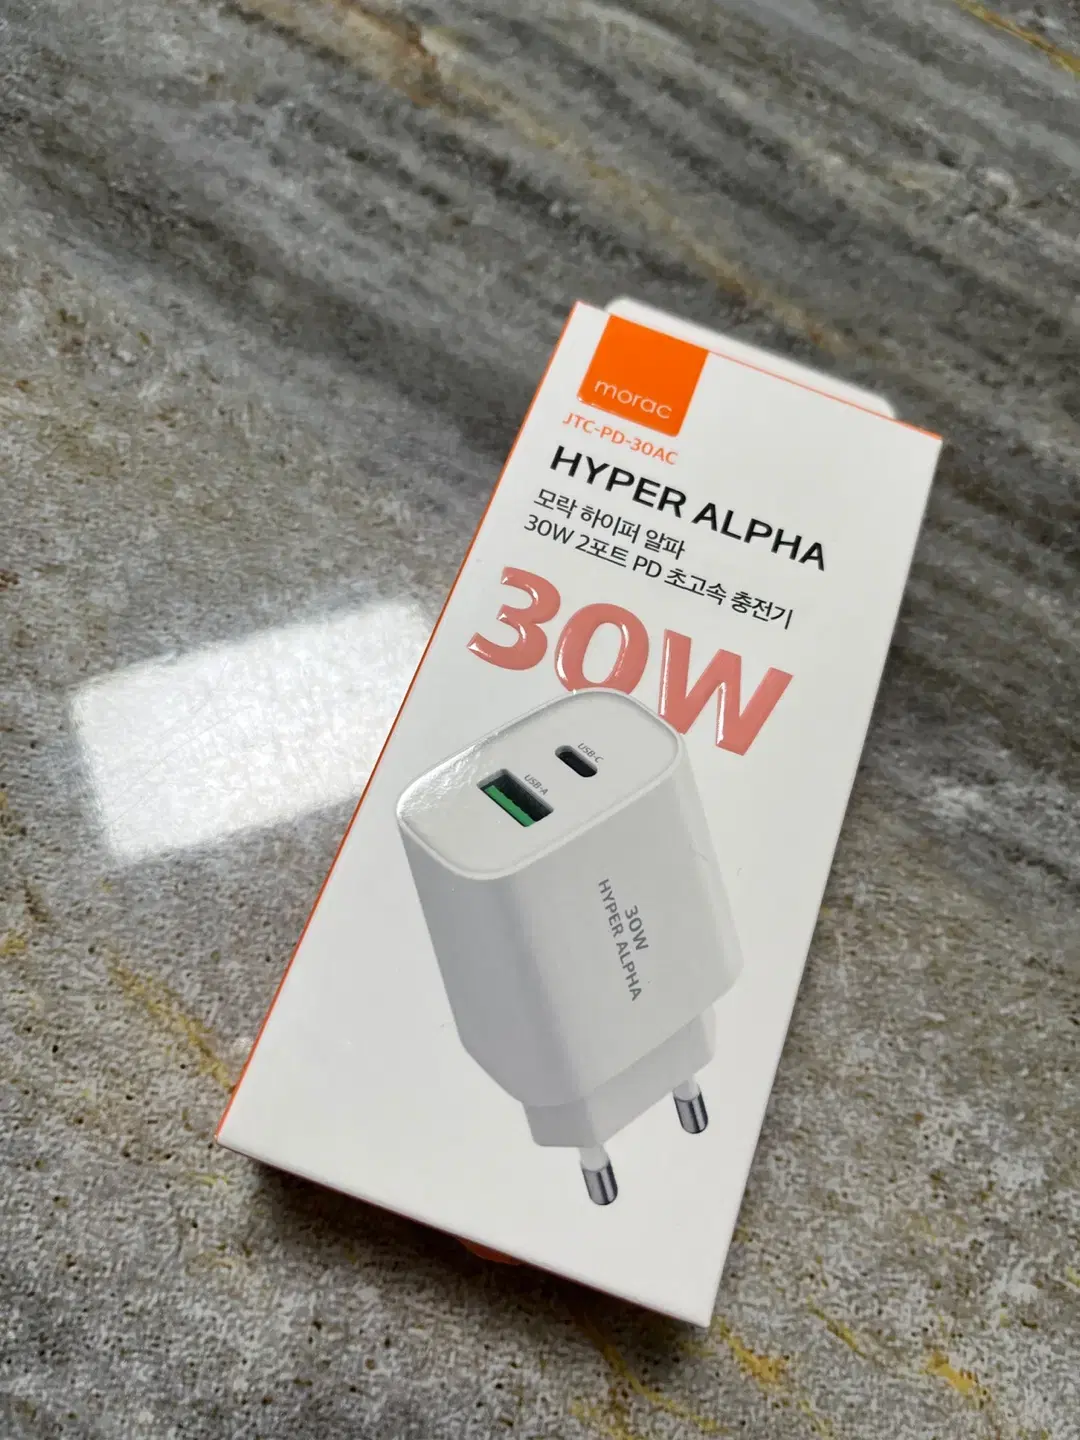 morac
JTC-PD-30AC
HYPER ALPHA
모락 하이퍼 알파
30W 2포트 PD 초고속 충전기
30W
USB-C
USB-A
30W
HYPER ALPHA